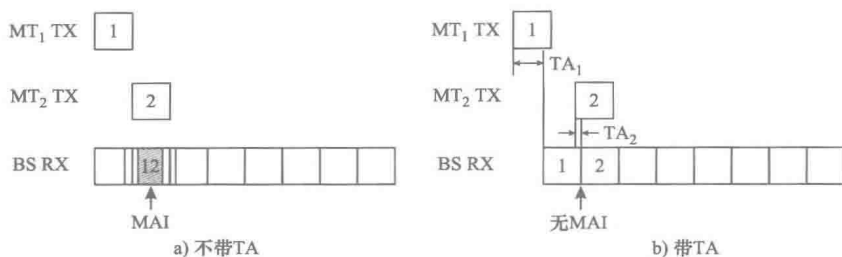 MT₁ TX
1
MT₂ TX
2
BS RX
12
MAI
a) 不带TA
MT₁ TX
1
TA₁
MT₂ TX
2
TA₂
BS RX
1
2
无MAI
b) 带TA